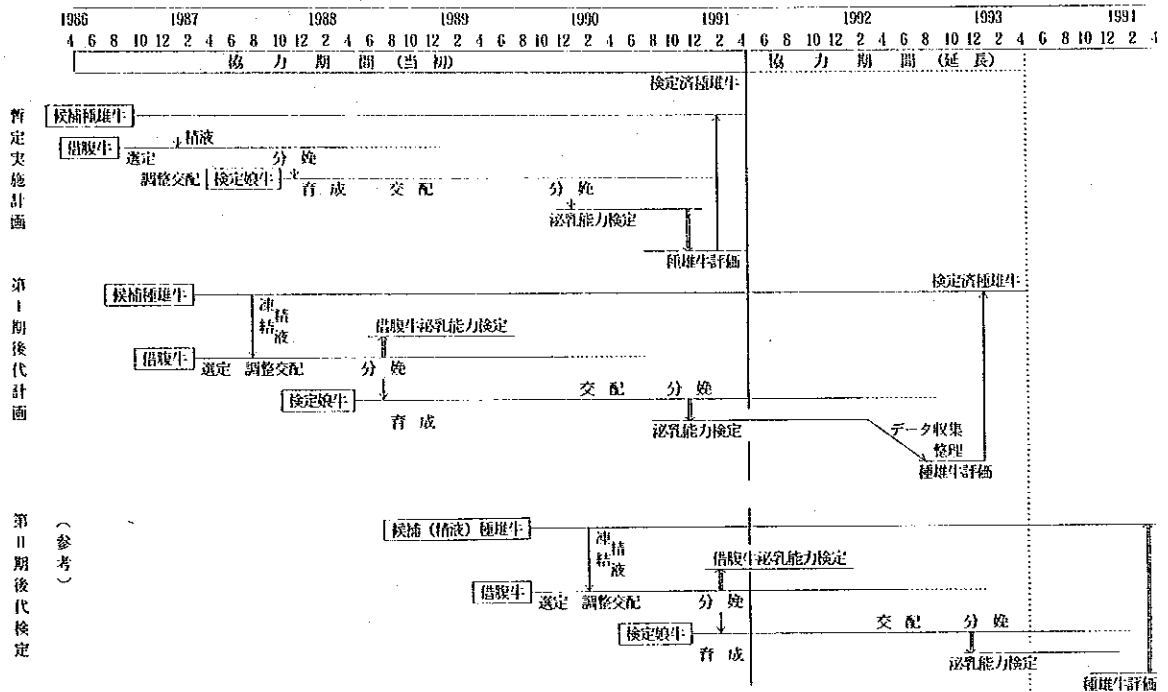 1986 1987 1988 1989 1990 1991 1992 1993 1991
4 6 8 10 12 2 4 6 8 10 12 2 4 6 8 10 12 2 4 6 8 10 12 2 4 6 8 10 12 2 4 6 8 10 12 2 4 6 8 10 12 2 4 6 8 10 12 2 4
協力期間(当初) 協力期間(延長)
検定済種雄牛
暫定実施計画
候補種雄牛
精液
借腹牛
選定 分娩
調整交配 検定娘牛
育成 交配 分娩
泌乳能力検定
種雄牛評価
第I期後代計画
検定済種雄牛
候補種雄牛
凍結精液
借腹牛泌乳能力検定
借腹牛 選定 調整交配 分娩
交配 分娩
検定娘牛
育成
泌乳能力検定
データ収集
整理
種雄牛評価
第II期後代検定
(参考)
候補(精液)種雄牛
凍結精液
借腹牛泌乳能力検定
借腹牛 選定 調整交配 分娩
交配 分娩
検定娘牛
育成
泌乳能力検定
種雄牛評価